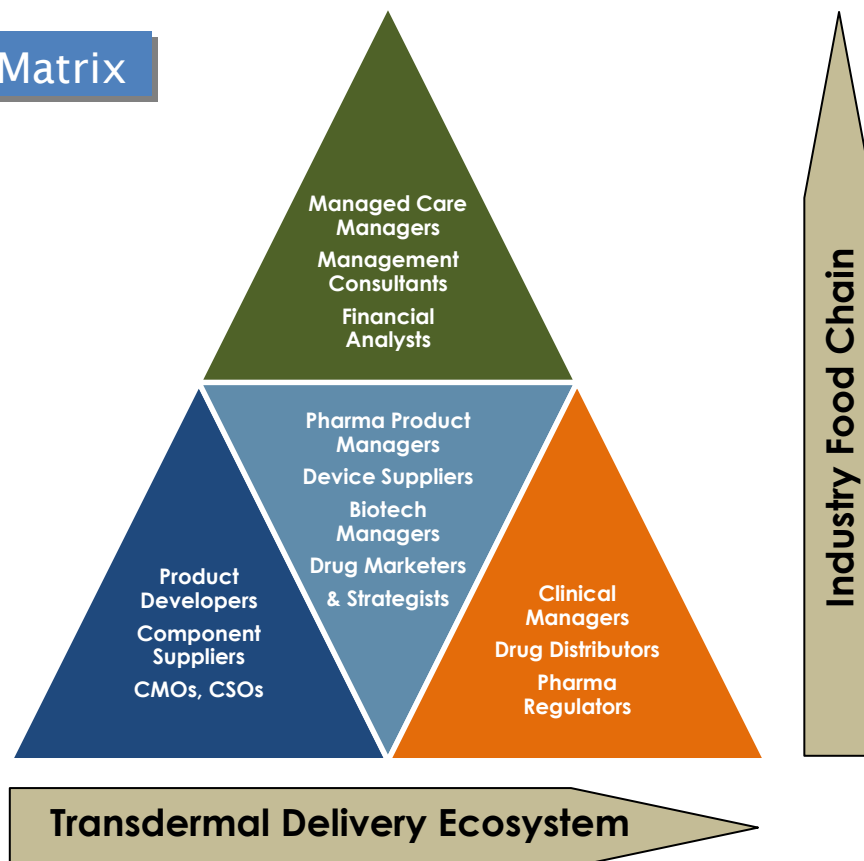 Matrix
Managed Care
Managers
Management
Consultants
Financial
Analysts
Pharma Product
Managers
Device Suppliers
Biotech
Managers
Drug Marketers
& Strategists
Product
Developers
Component
Suppliers
CMOs, CSOs
Clinical
Managers
Drug Distributors
Pharma
Regulators
Industry Food Chain
Transdermal Delivery Ecosystem